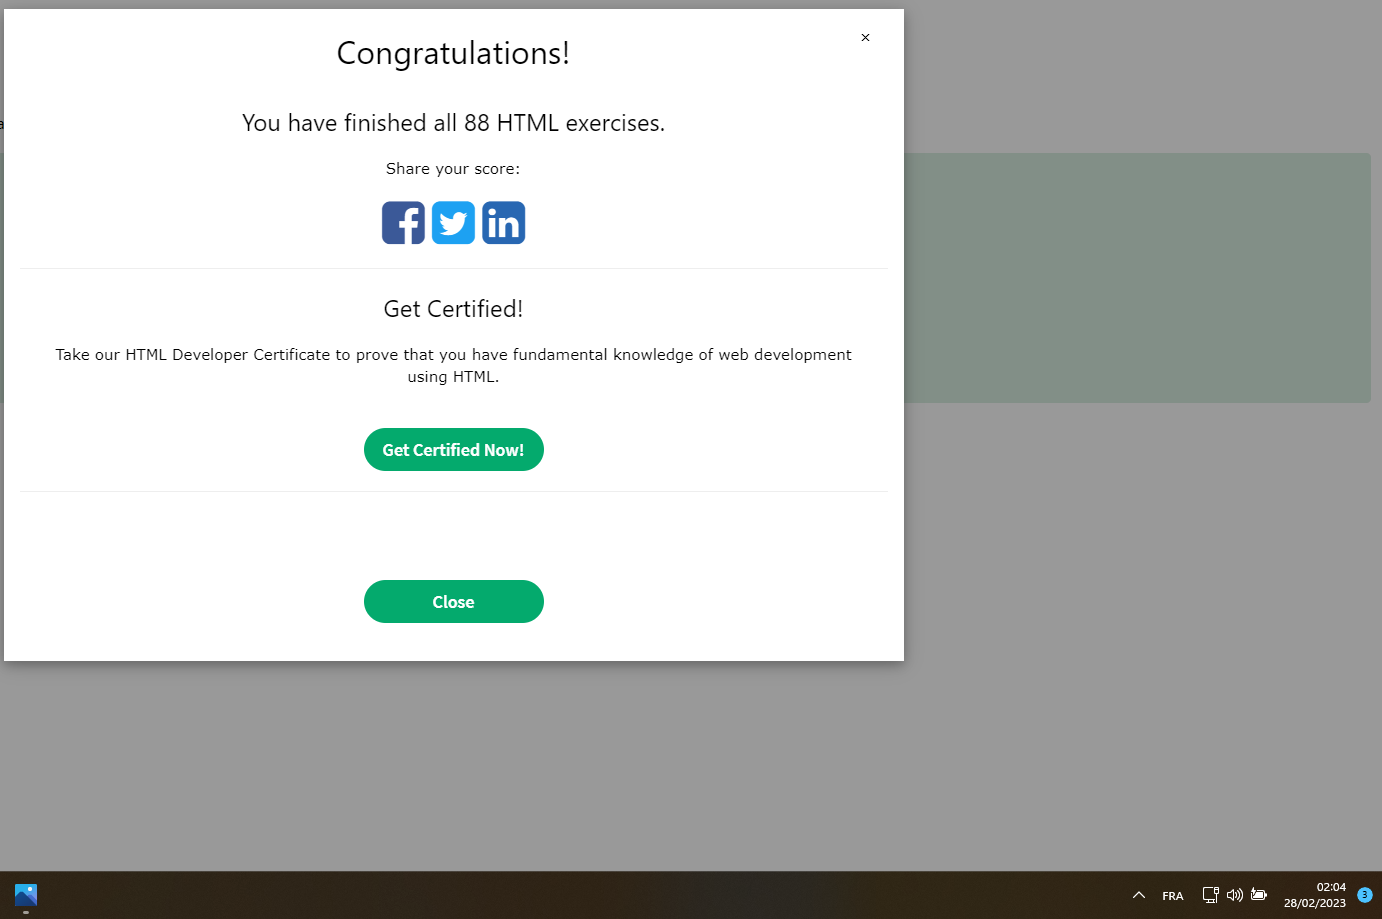 Congratulations!
×
You have finished all 88 HTML exercises.
Share your score:
f
in
Get Certified!
Take our HTML Developer Certificate to prove that you have fundamental knowledge of web development
using HTML.
Get Certified Now!
Close
FRA
02:04
28/02/2023
3